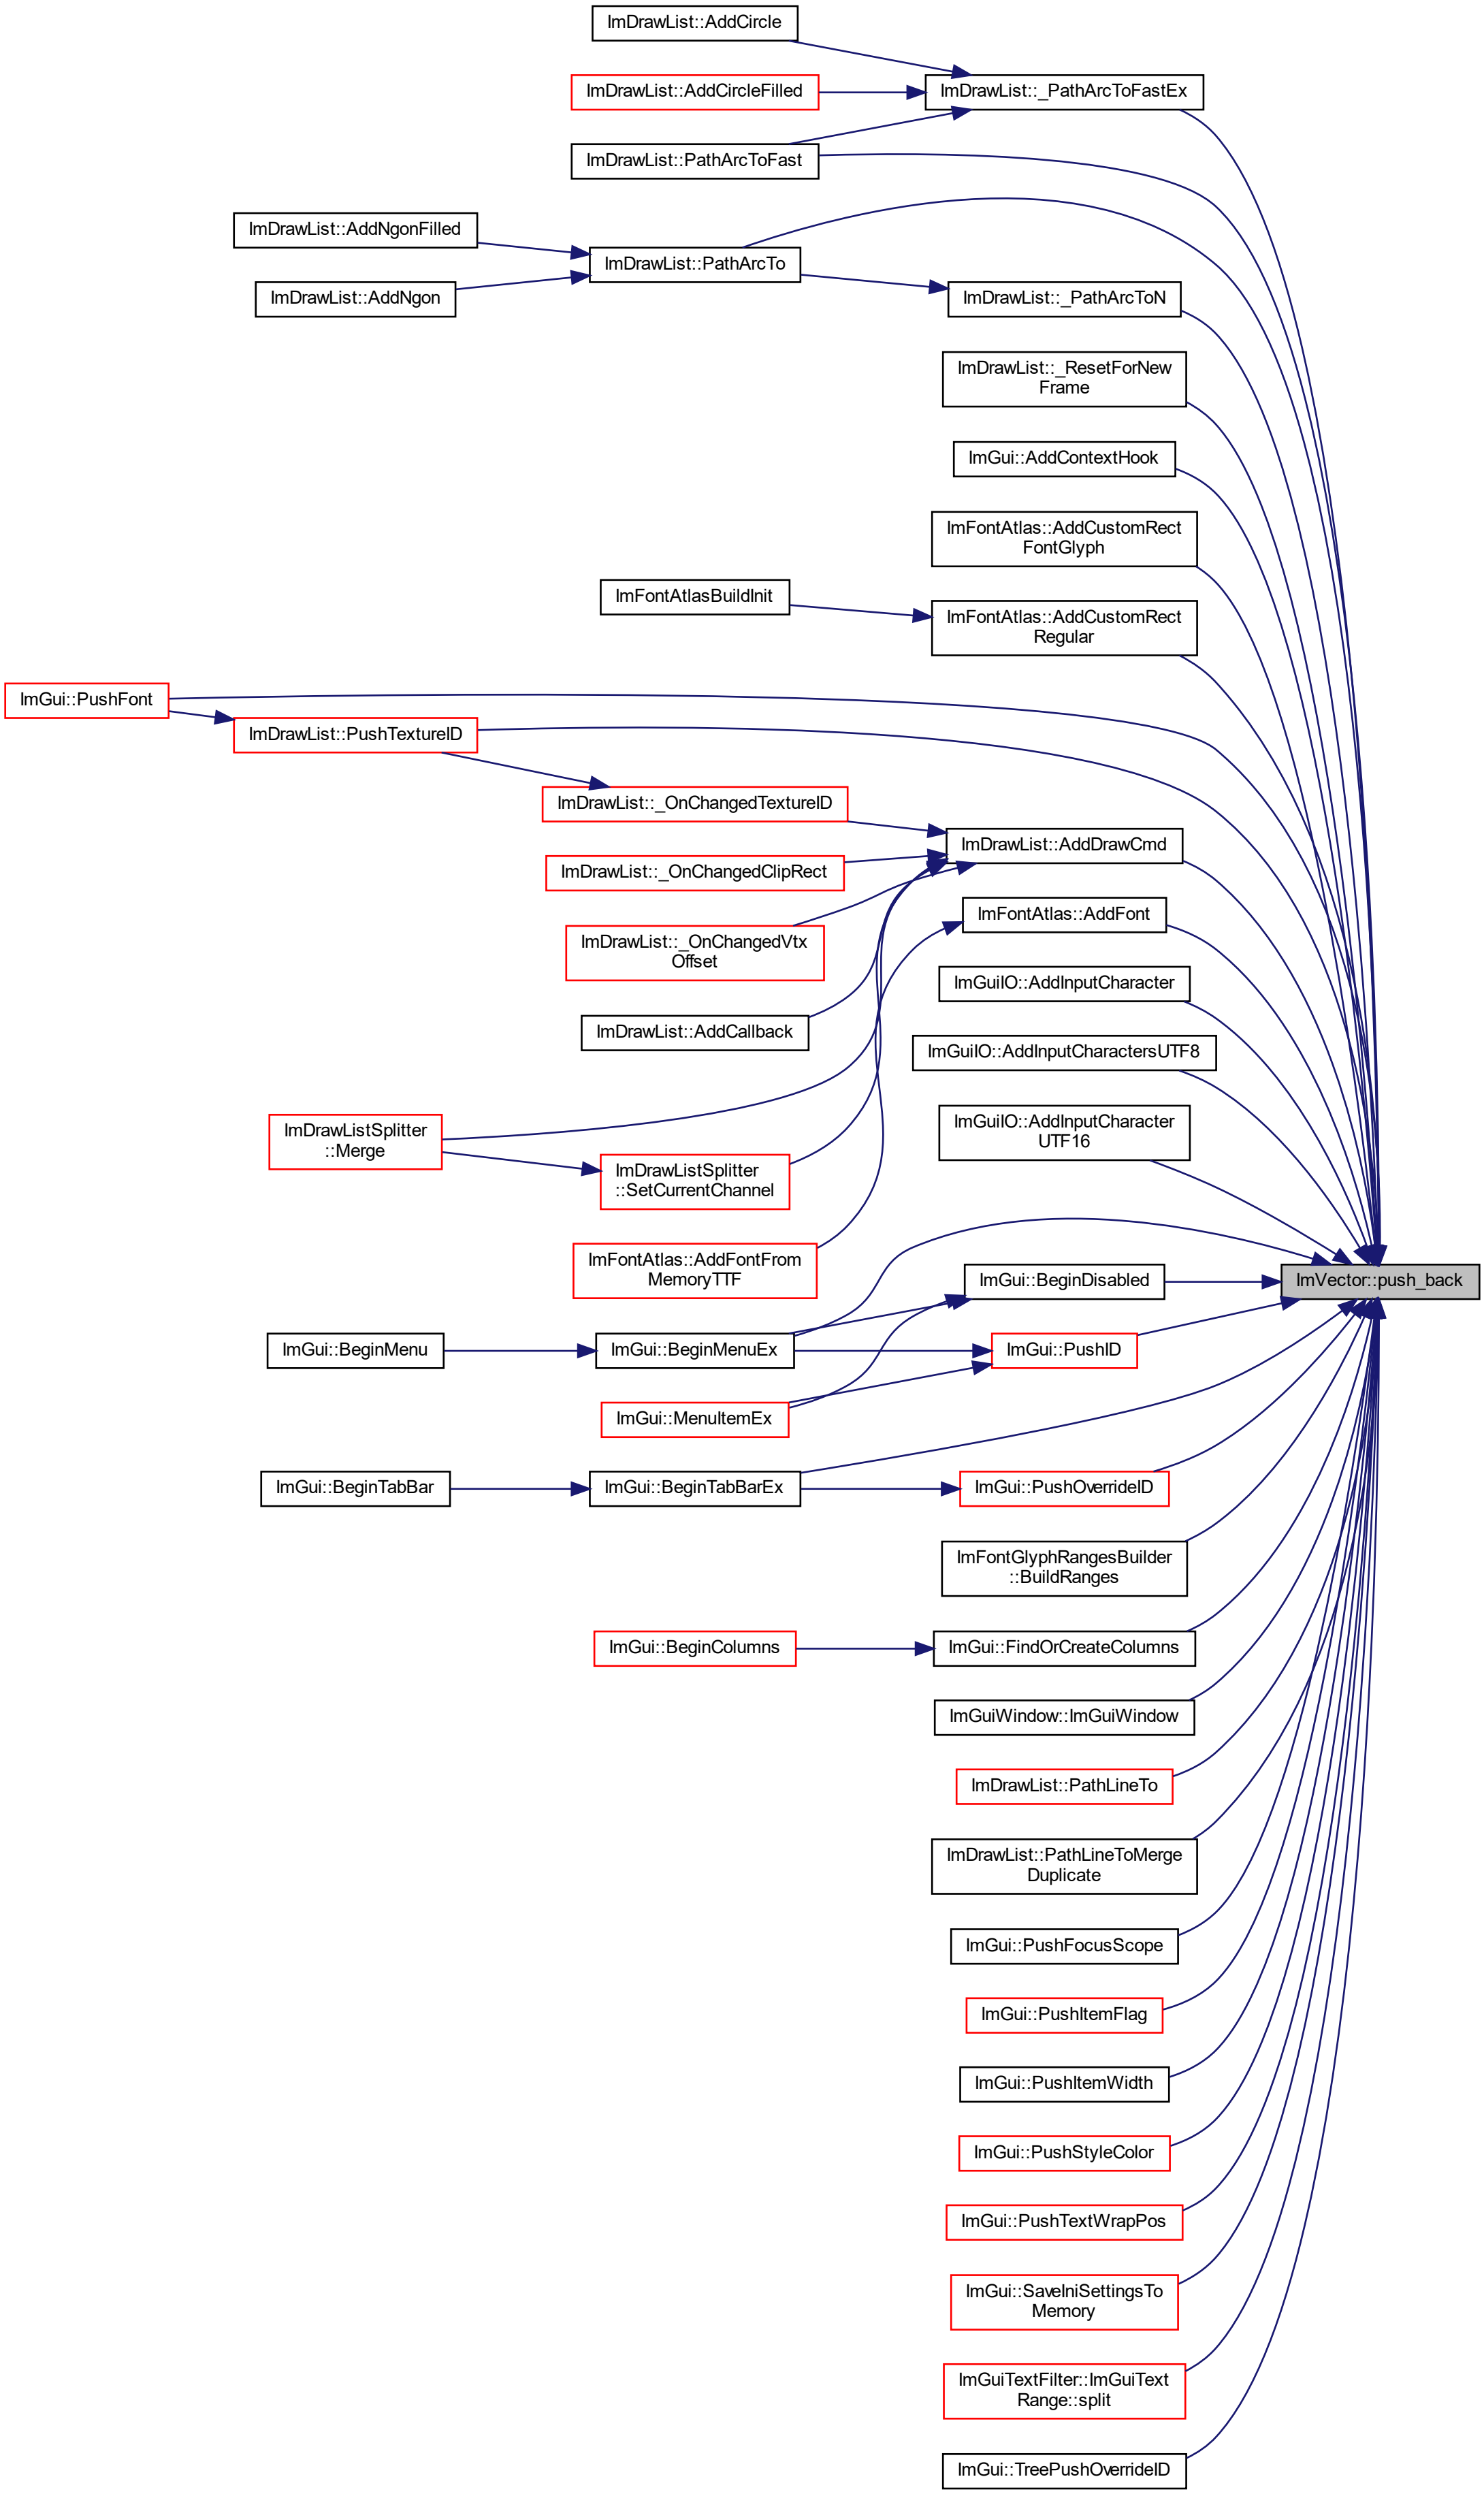 ImDrawList::AddCircle
ImDrawList::_PathArcToFastEx
ImDrawList::AddCircleFilled
ImDrawList::PathArcToFast
ImDrawList::AddNgonFilled
ImDrawList::PathArcTo
ImDrawList::AddNgon
ImDrawList::_PathArcToN
ImDrawList::_ResetForNew
Frame
ImGui::AddContextHook
ImFontAtlas::AddCustomRect
FontGlyph
ImFontAtlasBuildInit
ImFontAtlas::AddCustomRect
Regular
ImGui::PushFont
ImDrawList::PushTextureID
ImDrawList::_OnChangedTextureID
ImDrawList::AddDrawCmd
ImDrawList::_OnChangedClipRect
ImFontAtlas::AddFont
ImDrawList::_OnChangedVtx
Offset
ImGuiIO::AddInputCharacter
ImDrawList::AddCallback
ImGuiIO::AddInputCharactersUTF8
ImDrawListSplitter
::Merge
ImGuiIO::AddInputCharacter
UTF16
ImDrawListSplitter
::SetCurrentChannel
ImFontAtlas::AddFontFrom
MemoryTTF
ImGui::BeginDisabled
ImVector::push_back
ImGui::BeginMenu
ImGui::BeginMenuEx
ImGui::PushID
ImGui::MenuItemEx
ImGui::BeginTabBar
ImGui::BeginTabBarEx
ImGui::PushOverrideID
ImFontGlyphRangesBuilder
::BuildRanges
ImGui::BeginColumns
ImGui::FindOrCreateColumns
ImGuiWindow::ImGuiWindow
ImDrawList::PathLineTo
ImDrawList::PathLineToMerge
Duplicate
ImGui::PushFocusScope
ImGui::PushItemFlag
ImGui::PushItemWidth
ImGui::PushStyleColor
ImGui::PushTextWrapPos
ImGui::SaveIniSettingsTo
Memory
ImGuiTextFilter::ImGuiText
Range::split
ImGui::TreePushOverrideID